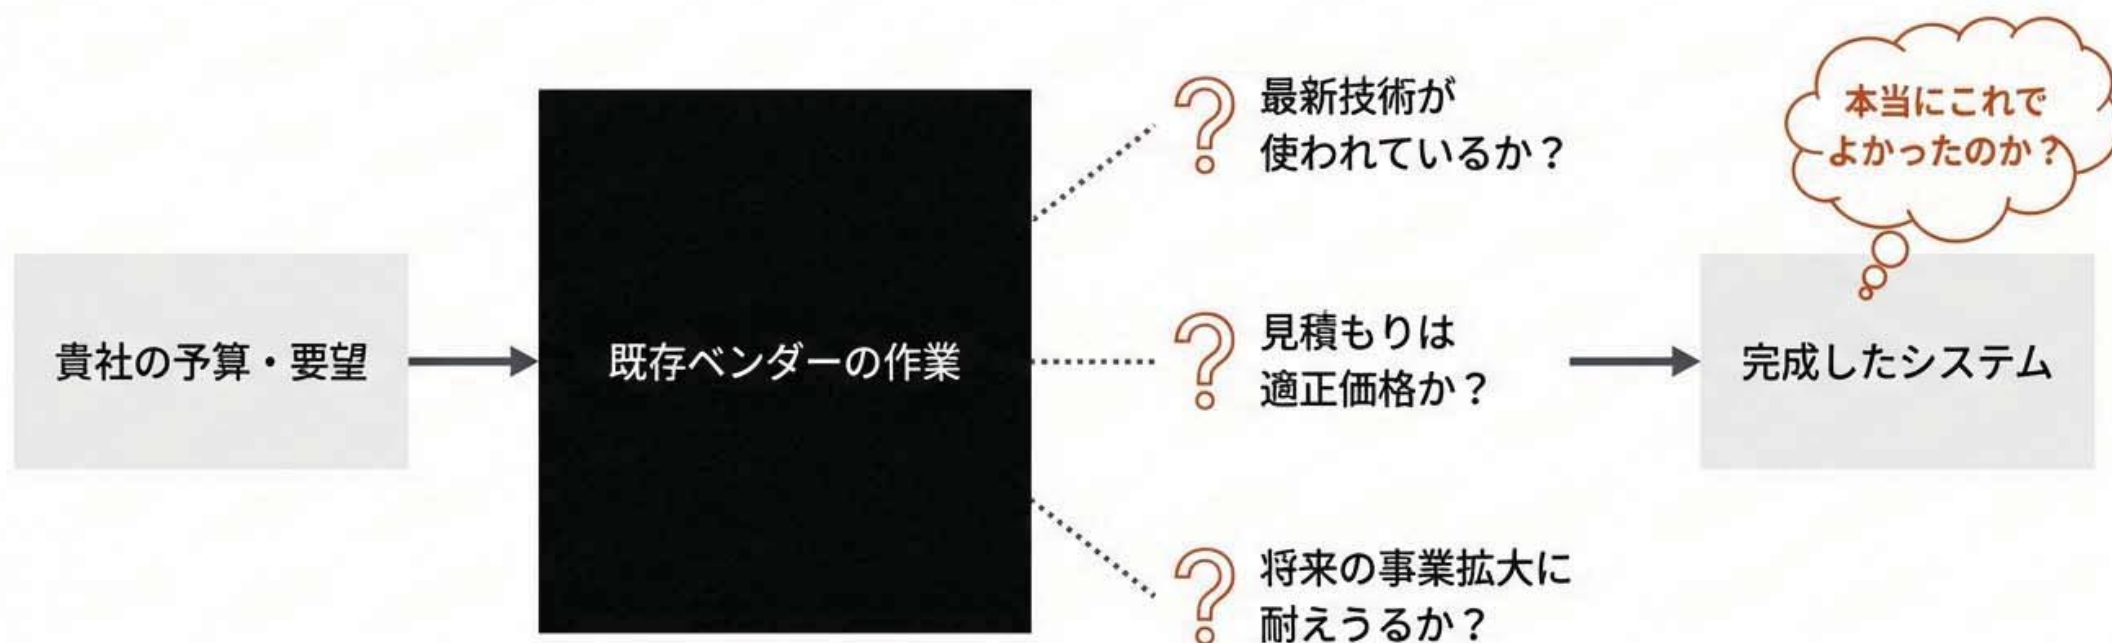 貴社の予算・要望
既存ベンダーの作業
最新技術が
使われているか？
見積もりは
適正価格か？
将来の事業拡大に
耐えうるか？
本当にこれで
よかったのか？
完成したシステム